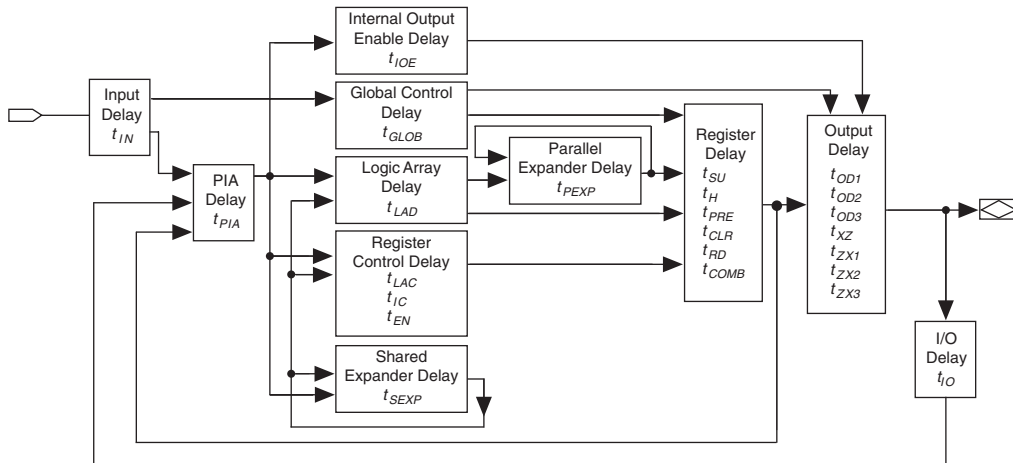 Internal Output
Enable Delay
tIOE
Input
Delay
tIN
Global Control
Delay
tGLOB
Register
Delay
tSU
tH
tPRE
tCLR
tRD
tCOMB
Output
Delay
tOD1
tOD2
tOD3
tXZ
tZX1
tZX2
tZX3
Parallel
Expander Delay
tPEXP
PIA
Delay
tPIA
Logic Array
Delay
tLAD
Register
Control Delay
tLAC
tIC
tEN
I/O
Delay
tIO
Shared
Expander Delay
tSEXP